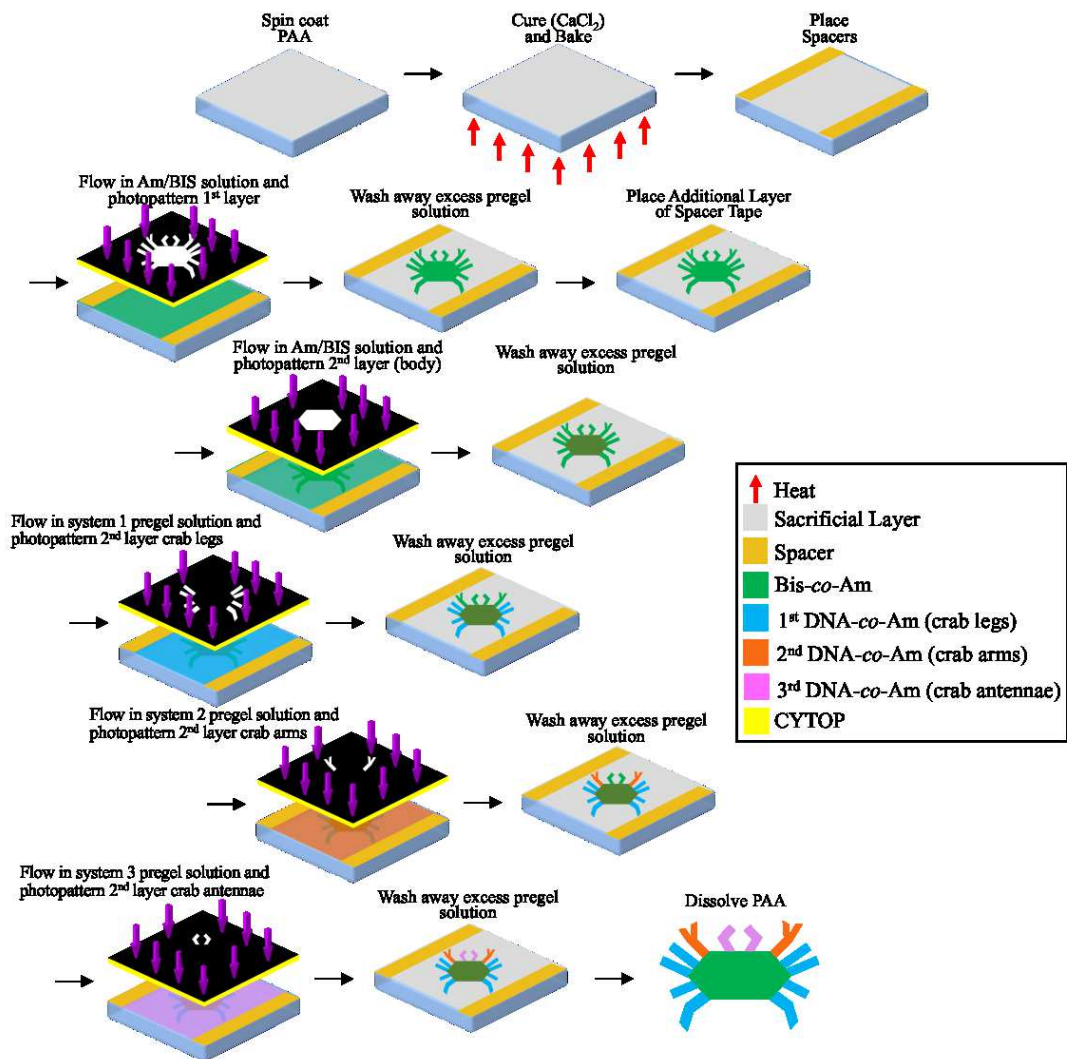 Spin coat
PAA
Cure (CaCl₂)
and Bake
Place
Spacers
Flow in Am/BIS solution and
photopattern 1ˢᵗ layer
Wash away excess pregel
solution
Place Additional Layer
of Spacer Tape
Flow in Am/BIS solution and
photopattern 2ⁿᵈ layer (body)
Wash away excess pregel
solution
Flow in system 1 pregel solution and
photopattern 2ⁿᵈ layer crab legs
Wash away excess pregel
solution
Flow in system 2 pregel solution and
photopattern 2ⁿᵈ layer crab arms
Wash away excess pregel
solution
Flow in system 3 pregel solution and
photopattern 2ⁿᵈ layer crab antennae
Wash away excess pregel
solution
Dissolve PAA
Heat
Sacrificial Layer
Spacer
Bis-co-Am
1ˢᵗ DNA-co-Am (crab legs)
2ⁿᵈ DNA-co-Am (crab arms)
3ʳᵈ DNA-co-Am (crab antennae)
CYTOP